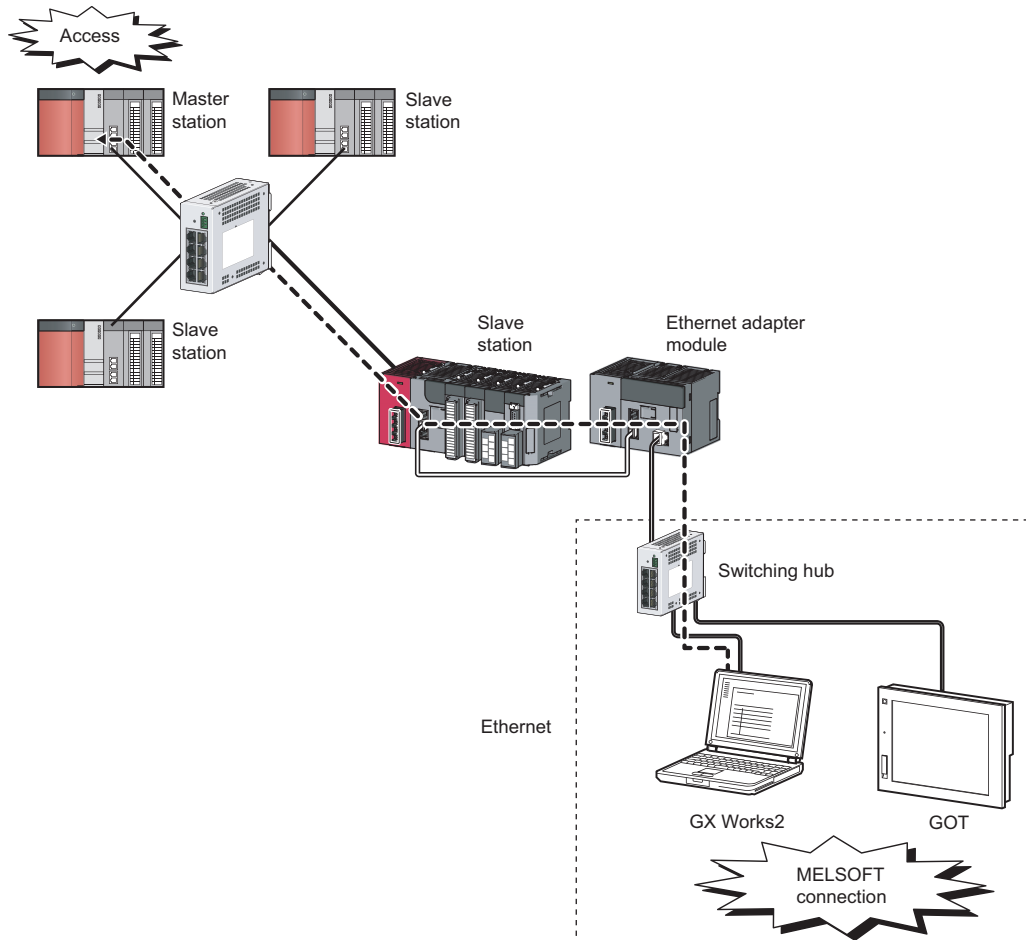 Access
Master
station
Slave
station
Slave
station
Slave
station
Ethernet adapter
module
Switching hub
Ethernet
GX Works2
GOT
MELSOFT
connection